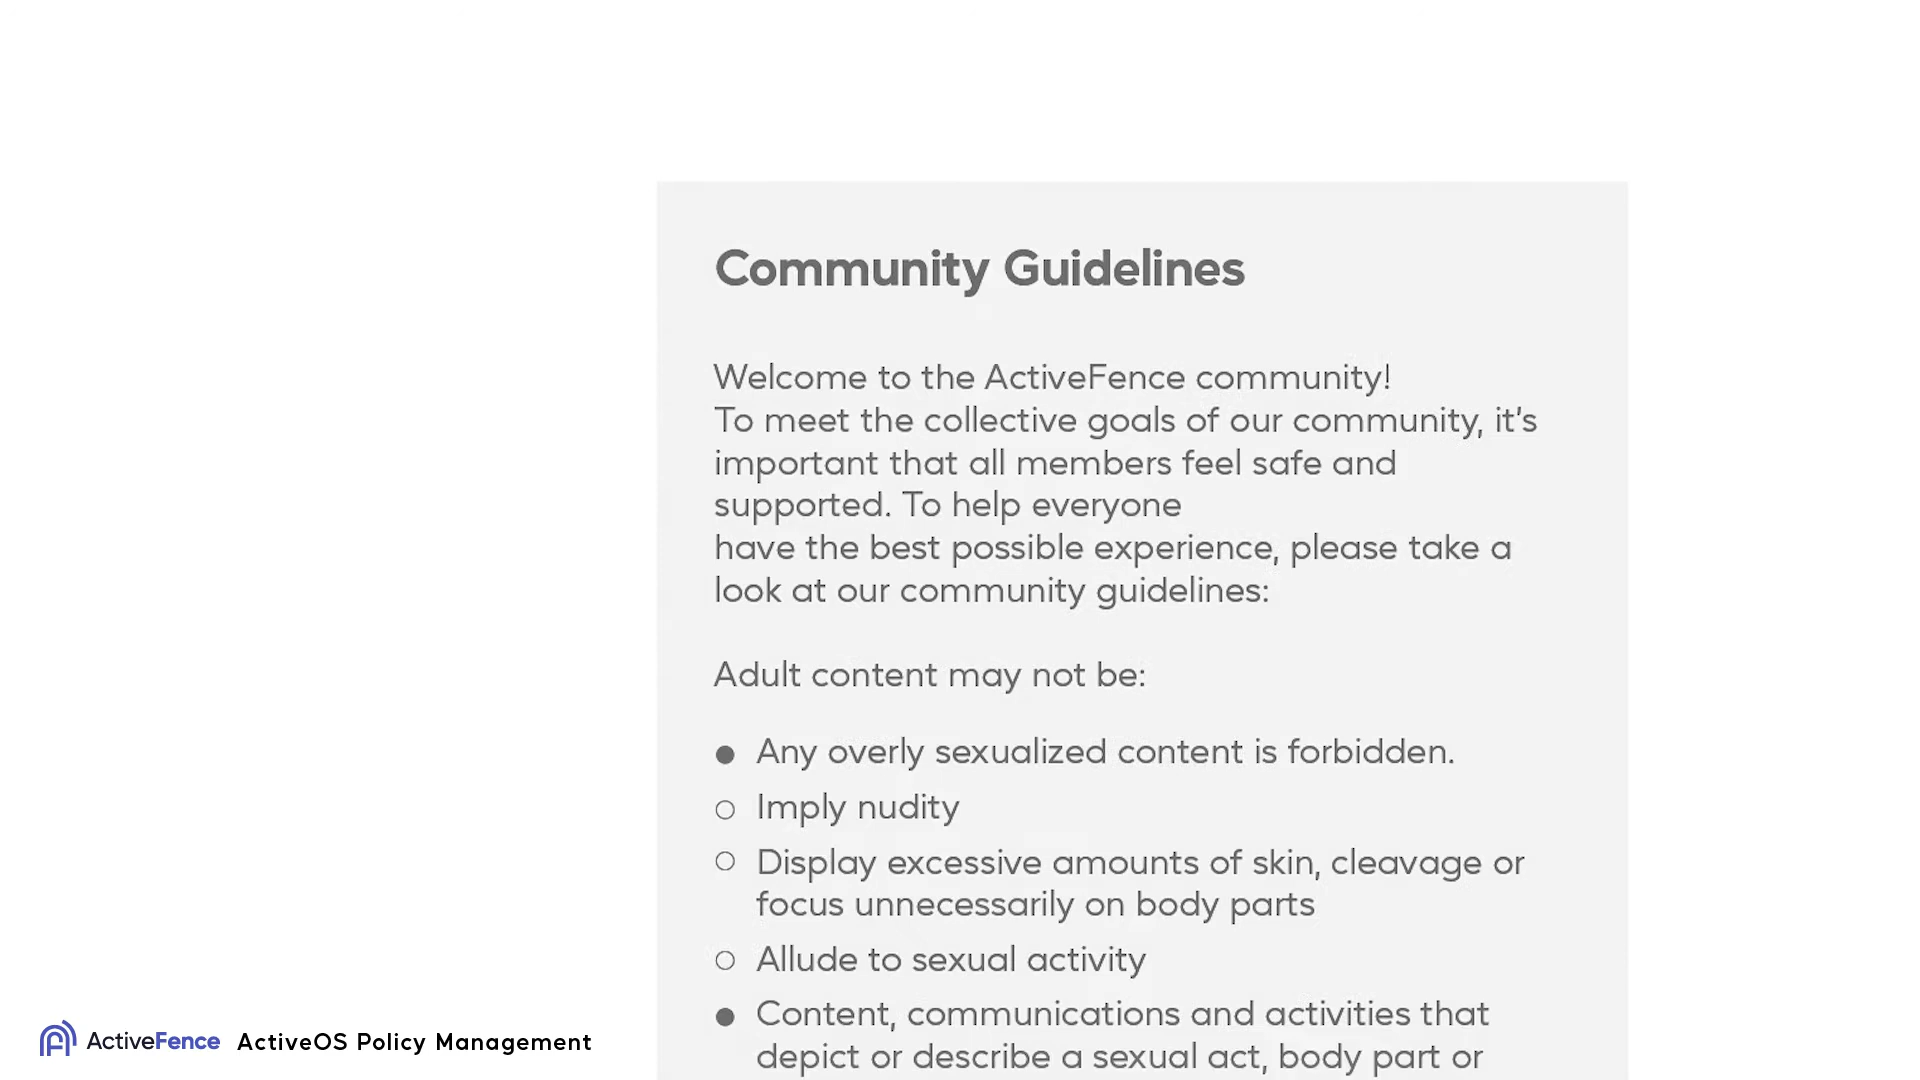 Community Guidelines
Welcome to the ActiveFence community!
To meet the collective goals of our community, it's
important that all members feel safe and
supported. To help everyone
have the best possible experience, please take a
look at our community guidelines:
Adult content may not be:
● Any overly sexualized content is forbidden.
○ Imply nudity
○ Display excessive amounts of skin, cleavage or
focus unnecessarily on body parts
○ Allude to sexual activity
● Content, communications and activities that
depict or describe a sexual act, body part or
ActiveFence ActiveOS Policy Management